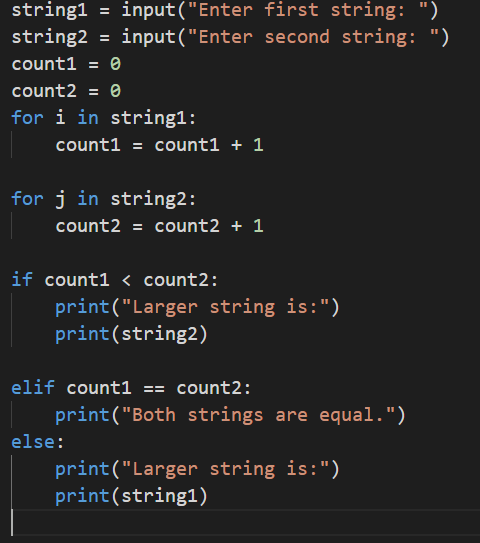 string1 = input("Enter first string: ")
string2 = input("Enter second string: ")
count1 = 0
count2 = 0
for i in string1:
    count1 = count1 + 1

for j in string2:
    count2 = count2 + 1

if count1 < count2:
    print("Larger string is:")
    print(string2)

elif count1 == count2:
    print("Both strings are equal.")
else:
    print("Larger string is:")
    print(string1)